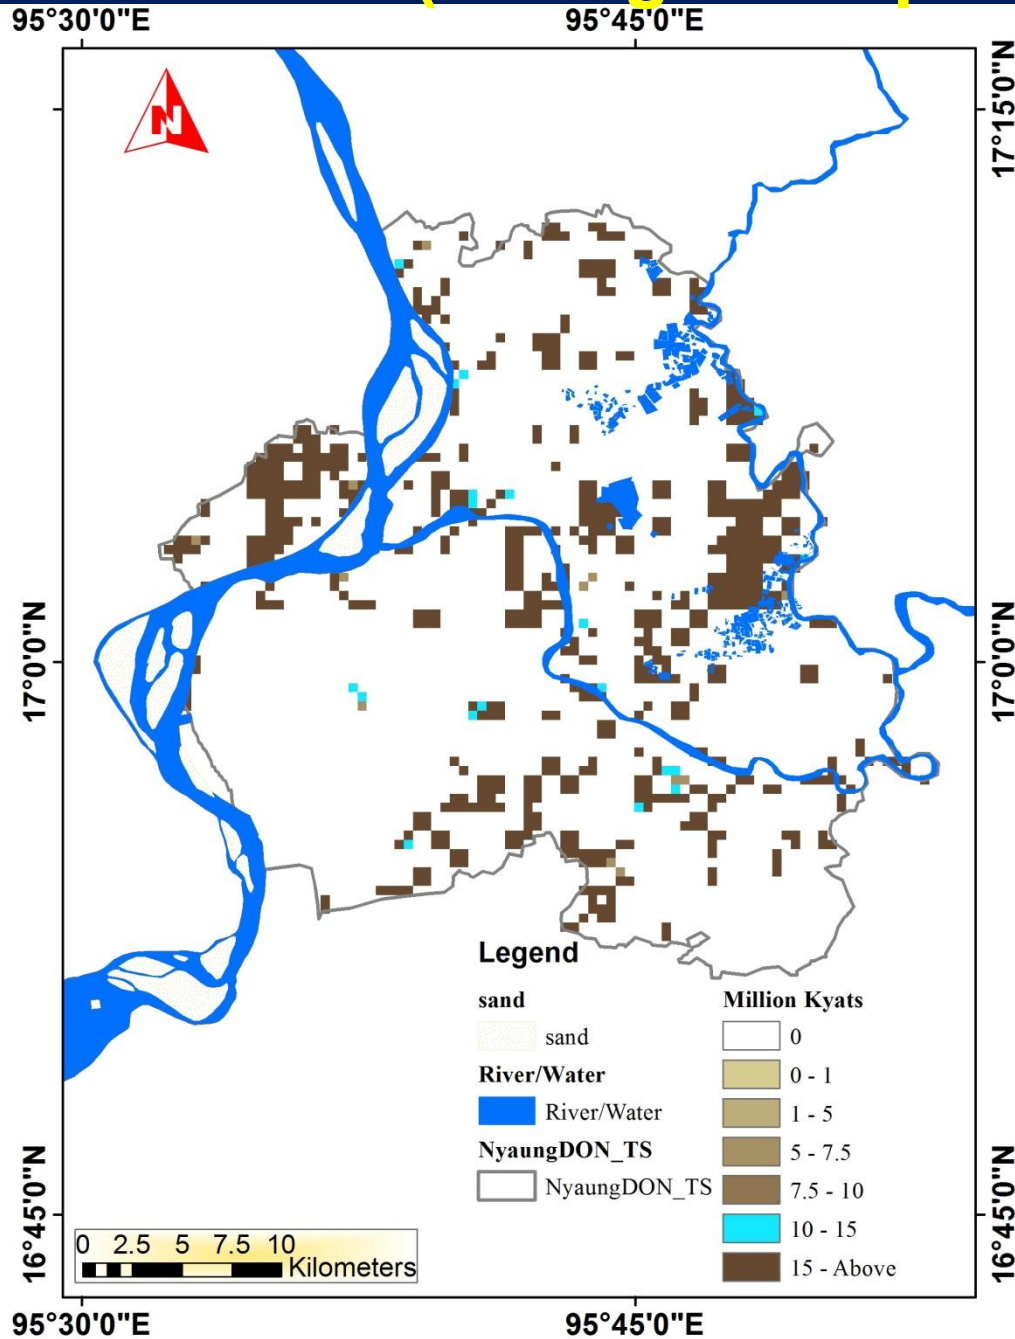 95°30'0"E 95°45'0"E
N
17°15'0"N 17°15'0"N
17°0'0"N 17°0'0"N
Legend
sand
sand
River/Water
River/Water
NyaungDON_TS
NyaungDON_TS
Million Kyats
0
0 - 1
1 - 5
5 - 7.5
7.5 - 10
10 - 15
15 - Above
16°45'0"N 16°45'0"N
0 2.5 5 7.5 10
Kilometers
95°30'0"E 95°45'0"E